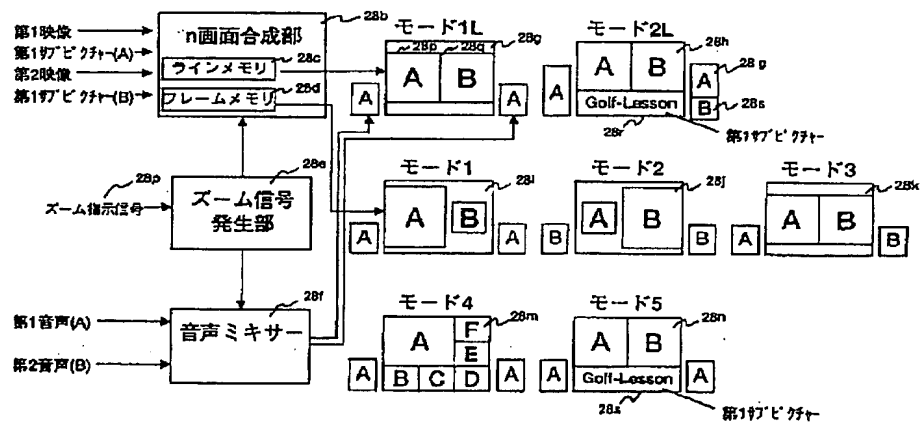 第1映像
第1サブピクチャー(A)
第2映像
第1サブピクチャー(B)
28b
n画面合成部
ラインメモリ
28c
フレームメモリ
28d
28p
ズーム指示信号
28e
ズーム信号
発生部
第1音声(A)
第2音声(B)
28f
音声ミキサー
モード1L
28p
28q
28g
A
B
A
A
モード2L
28h
A
B
A
A
28g
B
28s
Golf-Lesson
28r
第1サブピクチャー
モード1
28i
A
B
A
A
モード2
28j
A
B
B
B
モード3
28k
A
B
A
B
モード4
28m
A
F
E
B
C
D
A
A
モード5
28n
A
B
Golf-Lesson
A
A
28s
第1サブピクチャー